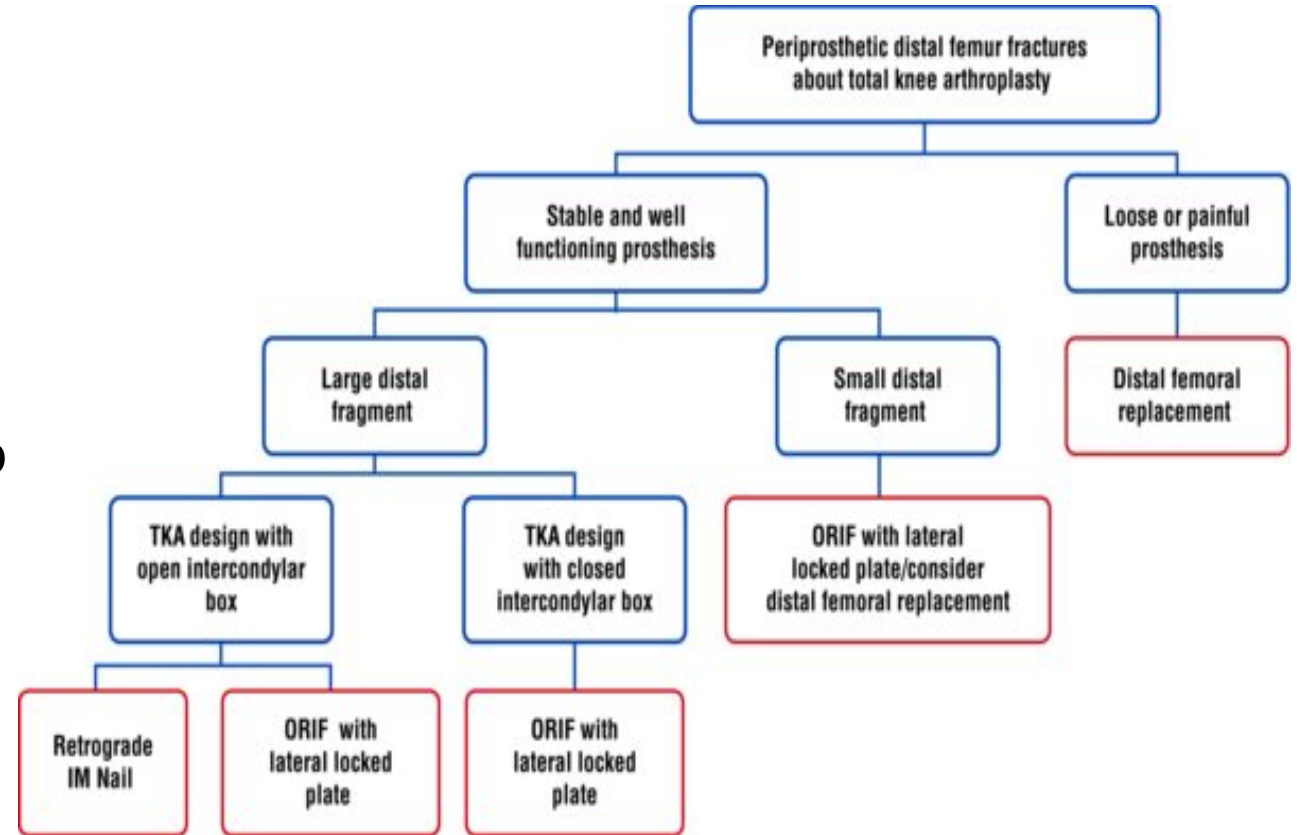 Periprosthetic distal femur fractures
about total knee arthroplasty
Stable and well
functioning prosthesis
Loose or painful
prosthesis
Large distal
fragment
Small distal
fragment
Distal femoral
replacement
TKA design with
open intercondylar
box
TKA design
with closed
intercondylar box
ORIF with lateral
locked plate/consider
distal femoral replacement
Retrograde
IM Nail
ORIF with
lateral locked
plate
ORIF with
lateral locked
plate